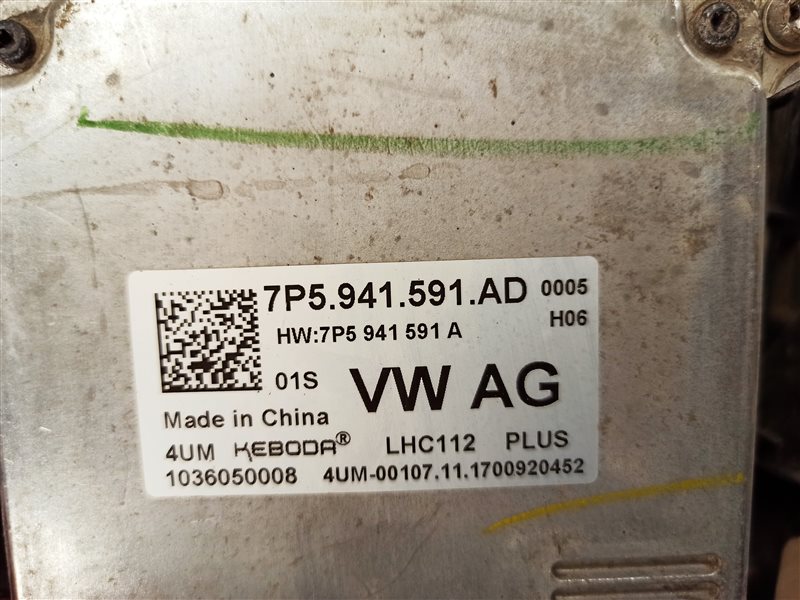 7P5.941.591.AD 0005
HW:7P5 941 591 A H06
01S VW AG
Made in China
4UM KEBODA® LHC112 PLUS
1036050008 4UM-00107.11.1700920452